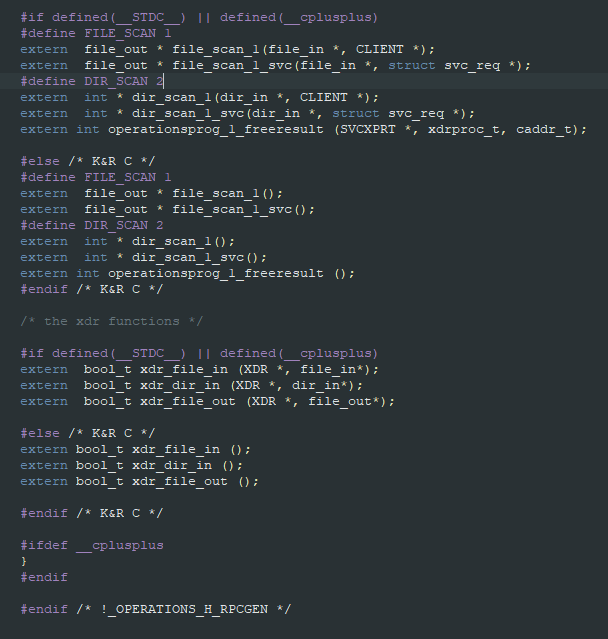 #if defined(__STDC__) || defined(__cplusplus)
#define FILE_SCAN 1
extern  file_out * file_scan_1(file_in *, CLIENT *);
extern  file_out * file_scan_1_svc(file_in *, struct svc_req *);
#define DIR_SCAN 2
extern  int * dir_scan_1(dir_in *, CLIENT *);
extern  int * dir_scan_1_svc(dir_in *, struct svc_req *);
extern int operationsprog_1_freeresult (SVCXPRT *, xdrproc_t, caddr_t);

#else /* K&R C */
#define FILE_SCAN 1
extern  file_out * file_scan_1();
extern  file_out * file_scan_1_svc();
#define DIR_SCAN 2
extern  int * dir_scan_1();
extern  int * dir_scan_1_svc();
extern int operationsprog_1_freeresult ();
#endif /* K&R C */

/* the xdr functions */

#if defined(__STDC__) || defined(__cplusplus)
extern  bool_t xdr_file_in (XDR *, file_in*);
extern  bool_t xdr_dir_in (XDR *, dir_in*);
extern  bool_t xdr_file_out (XDR *, file_out*);

#else /* K&R C */
extern bool_t xdr_file_in ();
extern bool_t xdr_dir_in ();
extern bool_t xdr_file_out ();

#endif /* K&R C */

#ifdef __cplusplus
}
#endif

#endif /* !_OPERATIONS_H_RPCGEN */